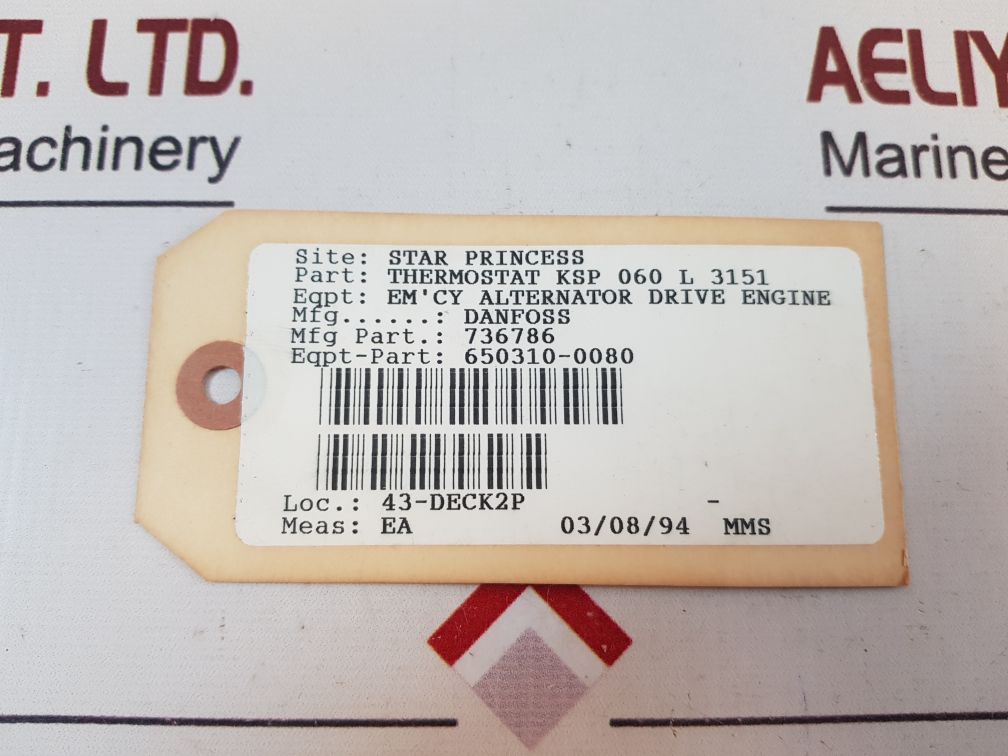 T. LTD.
achinery
AELIY
Marine
Site: STAR PRINCESS
Part: THERMOSTAT KSP 060 L 3151
Eqpt: EM'CY ALTERNATOR DRIVE ENGINE
Mfg......: DANFOSS
Mfg Part.: 736786
Eqpt-Part: 650310-0080
Loc.: 43-DECK2P -
Meas: EA 03/08/94 MMS